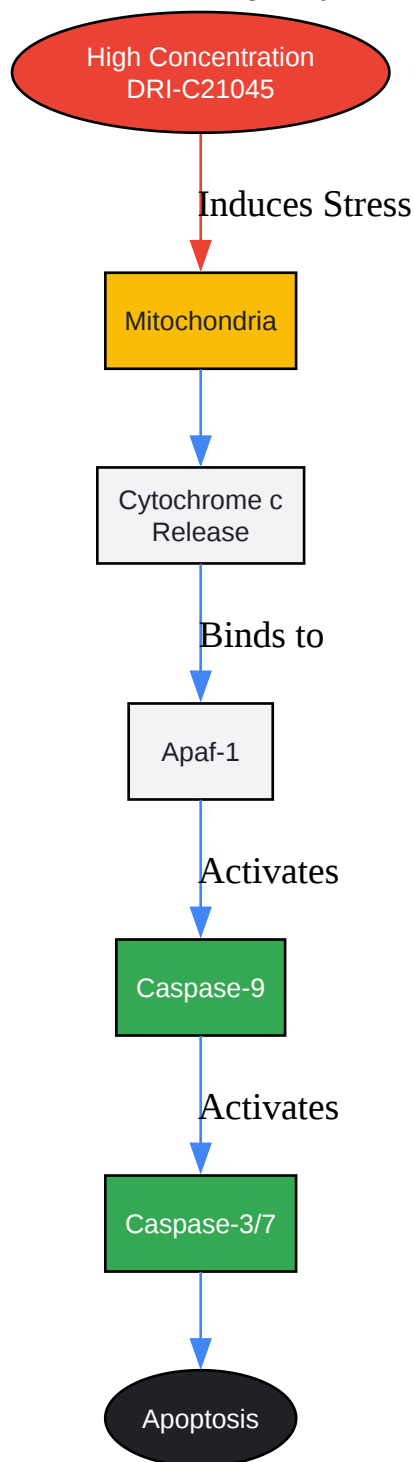 High Concentration
DRI-C21045
Induces Stress
Mitochondria
Cytochrome c
Release
Binds to
Apaf-1
Activates
Caspase-9
Activates
Caspase-3/7
Apoptosis